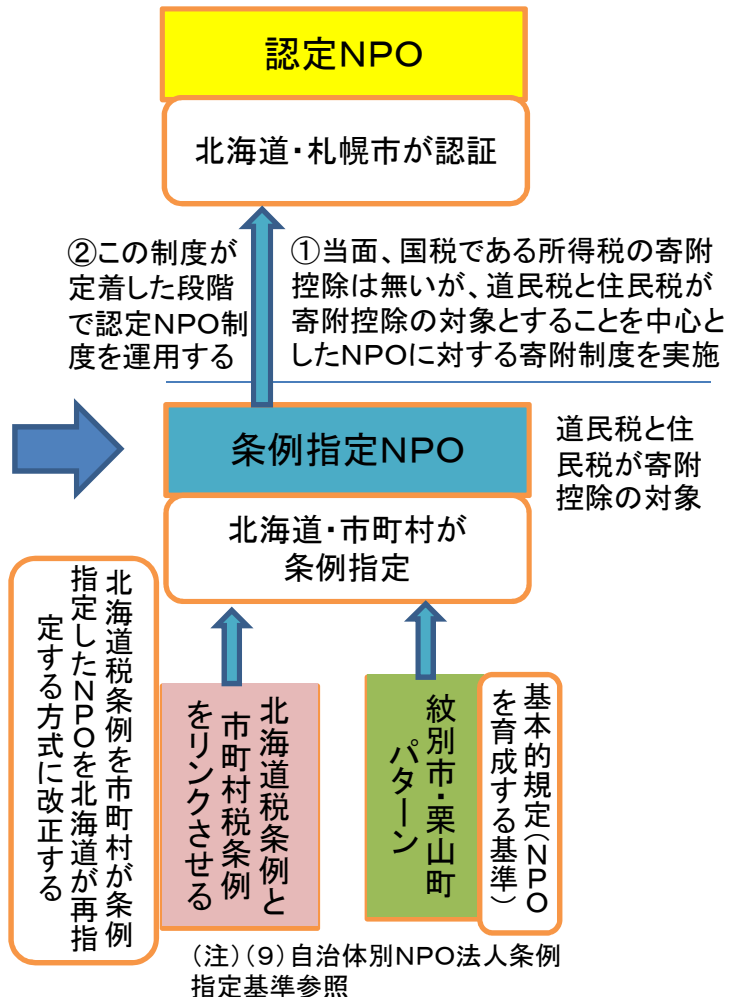 認定NPO
北海道・札幌市が認証
②この制度が
定着した段階
で認定NPO制
度を運用する
①当面、国税である所得税の寄附
控除は無いが、道民税と住民税が
寄附控除の対象とすることを中心と
したNPOに対する寄附制度を実施
条例指定NPO
道民税と住
民税が寄附
控除の対象
北海道・市町村が
条例指定
北海道税条例を市町村が条例
指定したNPOを北海道が再指
定する方式に改正する
北海道税条例と
市町村税条例
をリンクさせる
紋別市・栗山町
パターン
基本的規定(NPO
を育成する基準)
(注)(9)自治体別NPO法人条例
指定基準参照